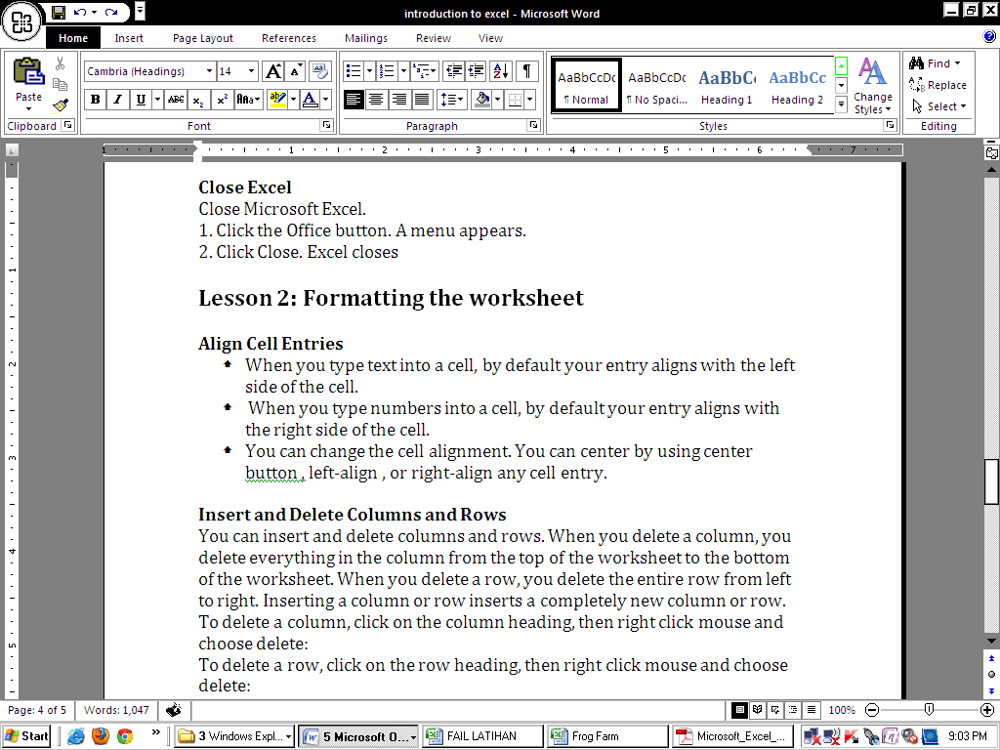 introduction to excel - Microsoft Word
Home Insert Page Layout References Mailings Review View
Paste
Clipboard
Cambria (Headings) 14
Font
Paragraph
AaBbCcDc AaBbCcDc AaBbC AaBbCc
¶ Normal ¶ No Spaci... Heading 1 Heading 2
Change Styles
Styles
Find
Replace
Select
Editing
1 1 2 3 4 5 6 7
Close Excel
Close Microsoft Excel.
1. Click the Office button. A menu appears.
2. Click Close. Excel closes
Lesson 2: Formatting the worksheet
Align Cell Entries
When you type text into a cell, by default your entry aligns with the left
side of the cell.
When you type numbers into a cell, by default your entry aligns with
the right side of the cell.
You can change the cell alignment. You can center by using center
button , left-align , or right-align any cell entry.
Insert and Delete Columns and Rows
You can insert and delete columns and rows. When you delete a column, you
delete everything in the column from the top of the worksheet to the bottom
of the worksheet. When you delete a row, you delete the entire row from left
to right. Inserting a column or row inserts a completely new column or row.
To delete a column, click on the column heading, then right click mouse and
choose delete:
To delete a row, click on the row heading, then right click mouse and choose
delete:
Page: 4 of 5 Words: 1,047 100%
Start 3 Windows Expl... 5 Microsoft O... FAIL LATIHAN Frog Farm Microsoft_Excel_... 9:03 PM